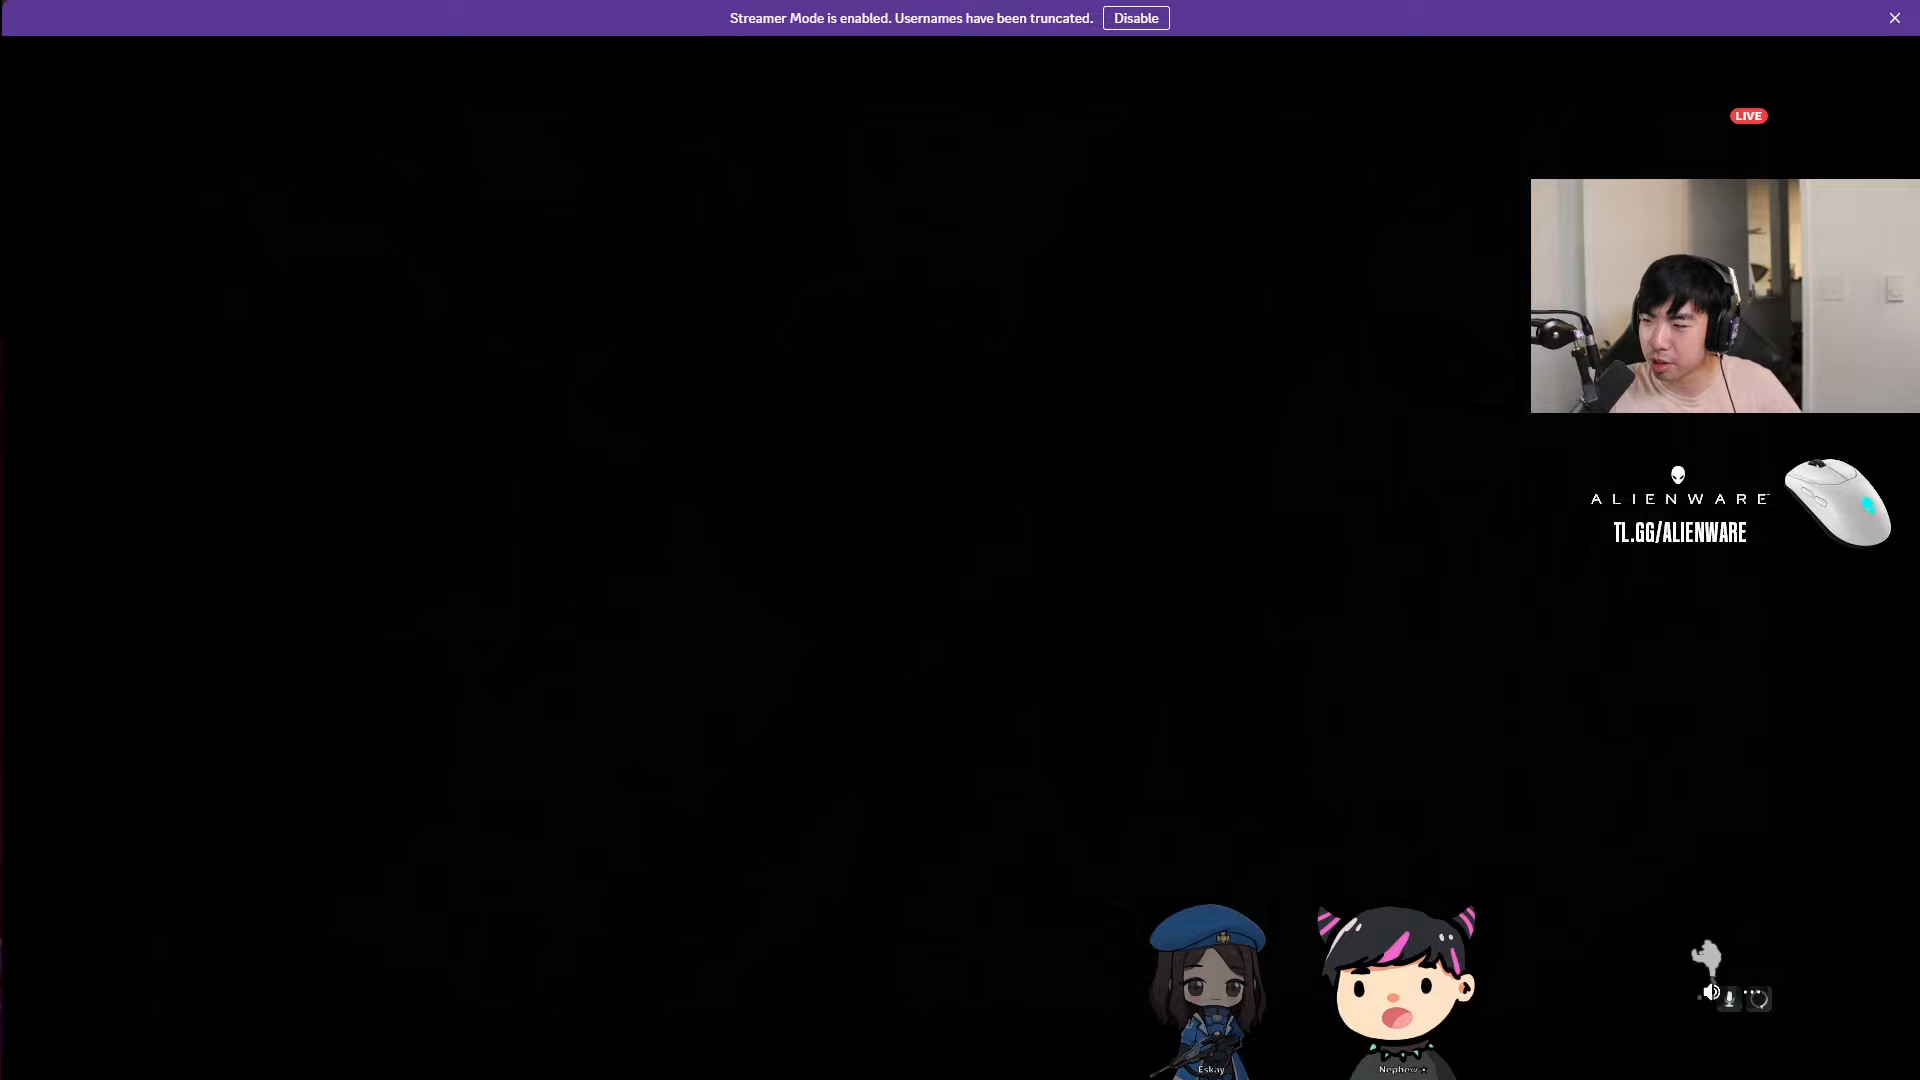 Streamer Mode is enabled. Usernames have been truncated. Disable
LIVE
ALIENWARE
TL.GG/ALIENWARE
Eskay
Nephew